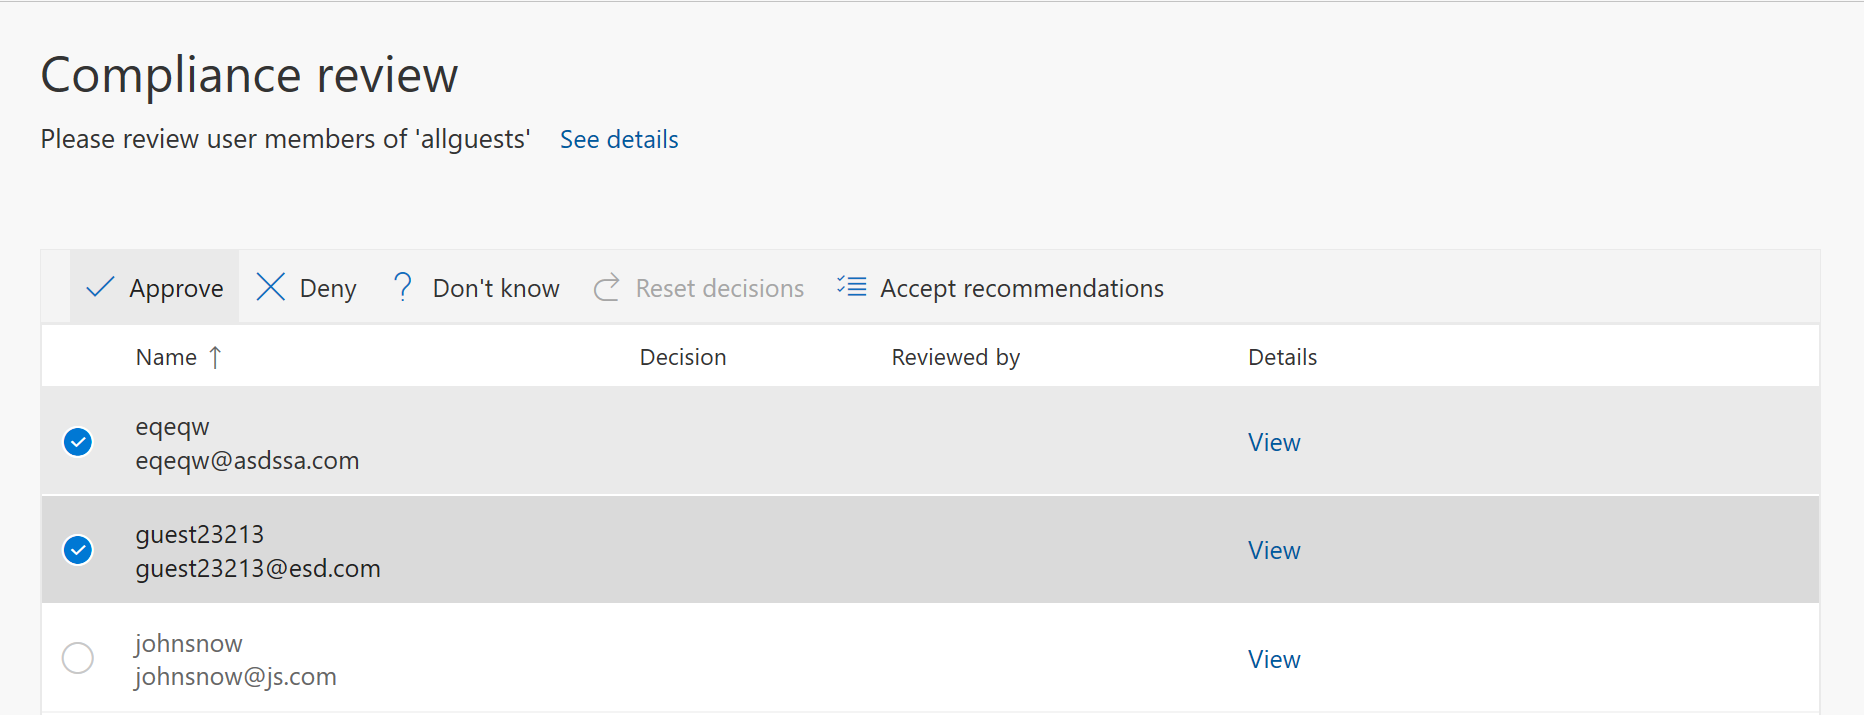 Compliance review
Please review user members of 'allguests' See details
Approve Deny Don't know Reset decisions Accept recommendations
Name Decision Reviewed by Details
eqeqw
eqeqw@asdssa.com
View
guest23213
guest23213@esd.com
View
johnsnow
johnsnow@js.com
View